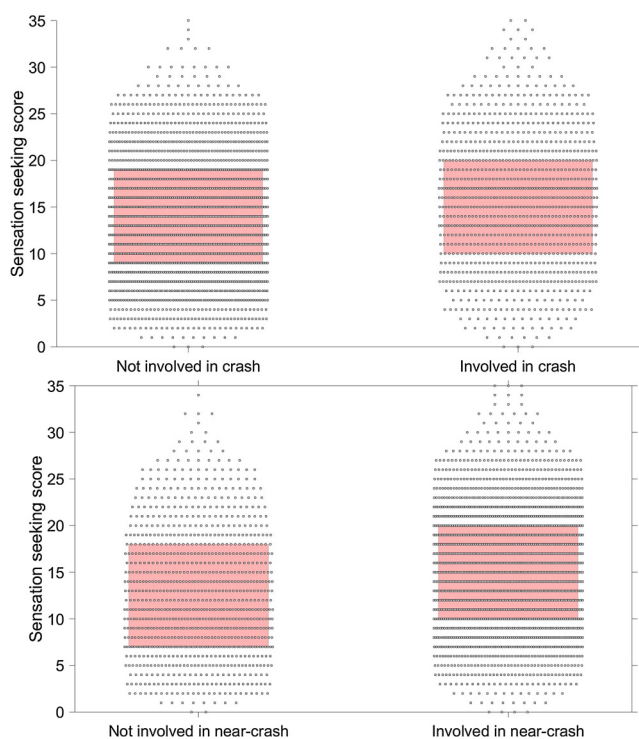 Sensation seeking score
35
30
25
20
15
10
5
0
Not involved in crash
Involved in crash
Sensation seeking score
35
30
25
20
15
10
5
0
Not involved in near-crash
Involved in near-crash